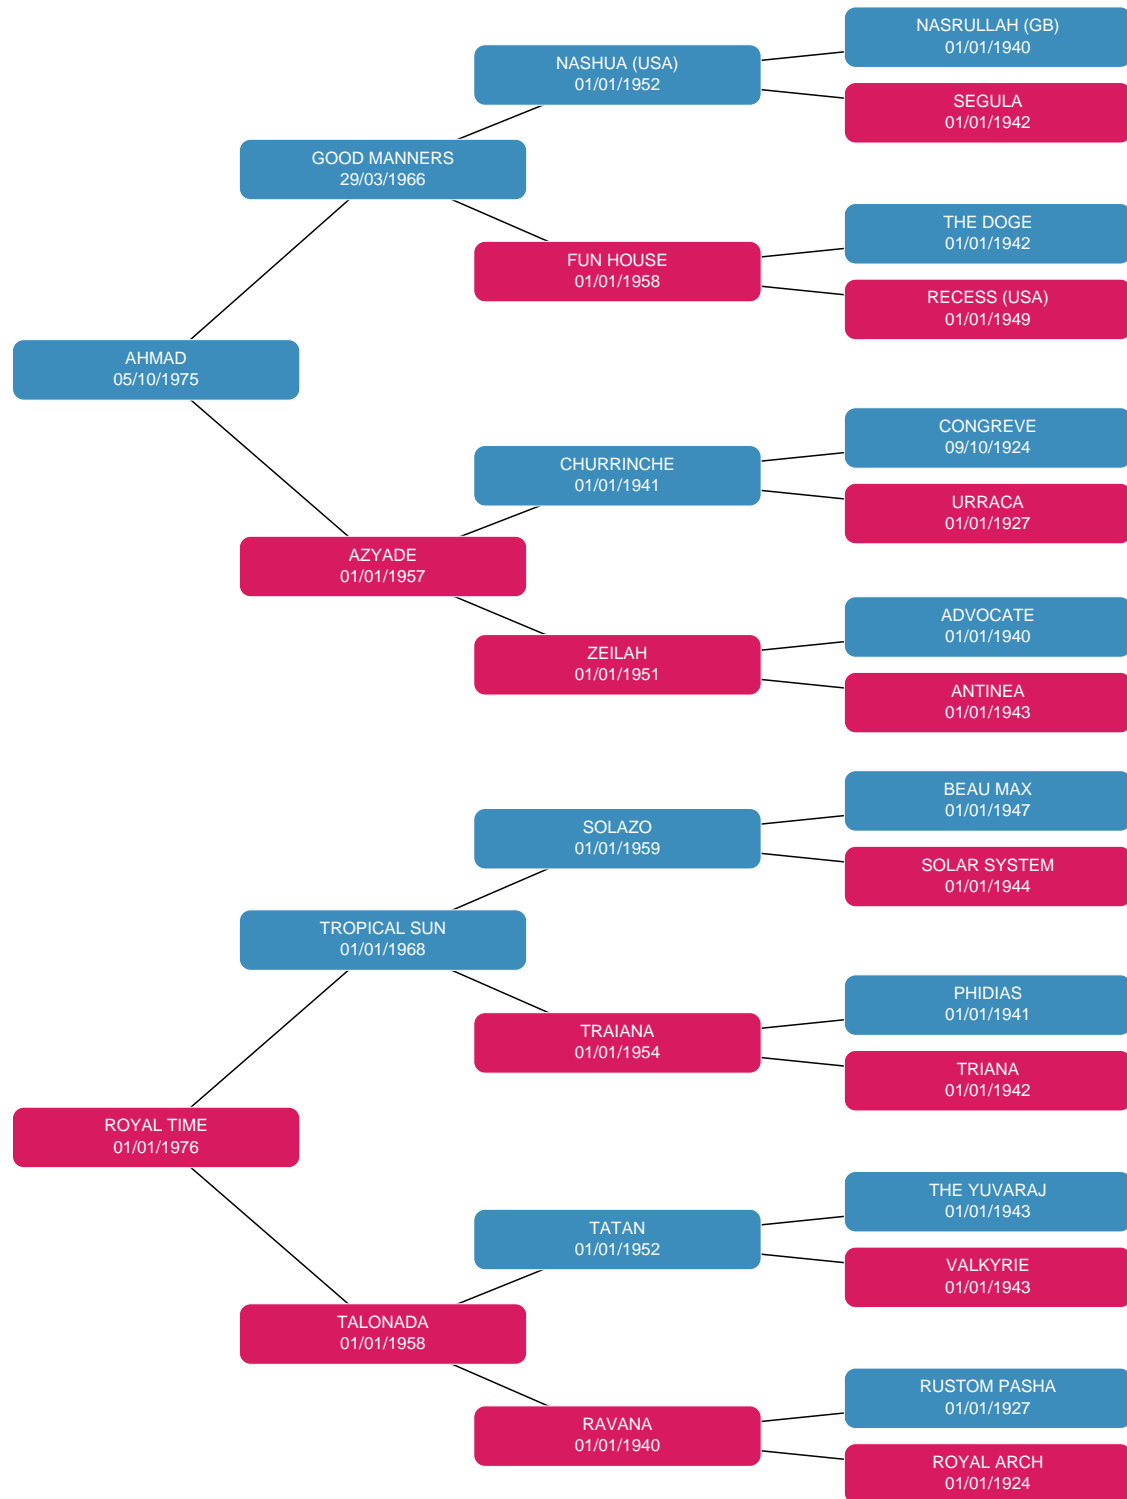 NASRULLAH (GB)
01/01/1940
NASHUA (USA)
01/01/1952
SEGULA
01/01/1942
GOOD MANNERS
29/03/1966
THE DOGE
01/01/1942
FUN HOUSE
01/01/1958
RECESS (USA)
01/01/1949
AHMAD
05/10/1975
CONGREVE
09/10/1924
CHURRINCHE
01/01/1941
URRACA
01/01/1927
AZYADE
01/01/1957
ADVOCATE
01/01/1940
ZEILAH
01/01/1951
ANTINEA
01/01/1943
BEAU MAX
01/01/1947
SOLAZO
01/01/1959
SOLAR SYSTEM
01/01/1944
TROPICAL SUN
01/01/1968
PHIDIAS
01/01/1941
TRAIANA
01/01/1954
TRIANA
01/01/1942
ROYAL TIME
01/01/1976
THE YUVARAJ
01/01/1943
TATAN
01/01/1952
VALKYRIE
01/01/1943
TALONADA
01/01/1958
RUSTOM PASHA
01/01/1927
RAVANA
01/01/1940
ROYAL ARCH
01/01/1924